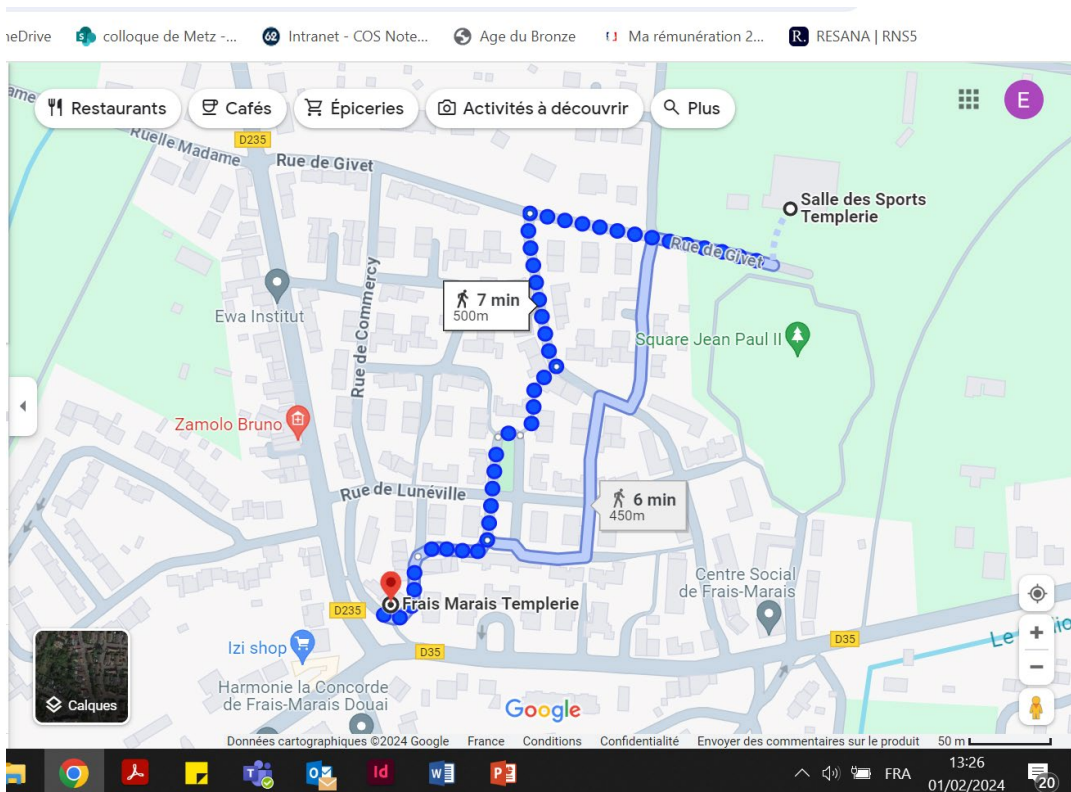 neDrive
colloque de Metz -...
62
Intranet - COS Note...
Age du Bronze
Ma rémunération 2...
R.
RESANA | RNS5
ame
Restaurants
Cafés
Épiceries
Activités à découvrir
Plus
E
Ruelle Madame
D235
Rue de Givet
Salle des Sports
Templerie
Rue de Givet
Rue de Commercy
Ewa Institut
7 min
500m
Square Jean Paul II
Zamolo Bruno
Rue de Lunéville
6 min
450m
Centre Social
de Frais-Marais
D235
Frais Marais Templerie
D35
Izi shop
D35
Harmonie la Concorde
de Frais-Marais Douai
Calques
Google
Données cartographiques ©2024 Google France Conditions Confidentialité Envoyer des commentaires sur le produit 50 m
Id
FRA
13:26
01/02/2024
20